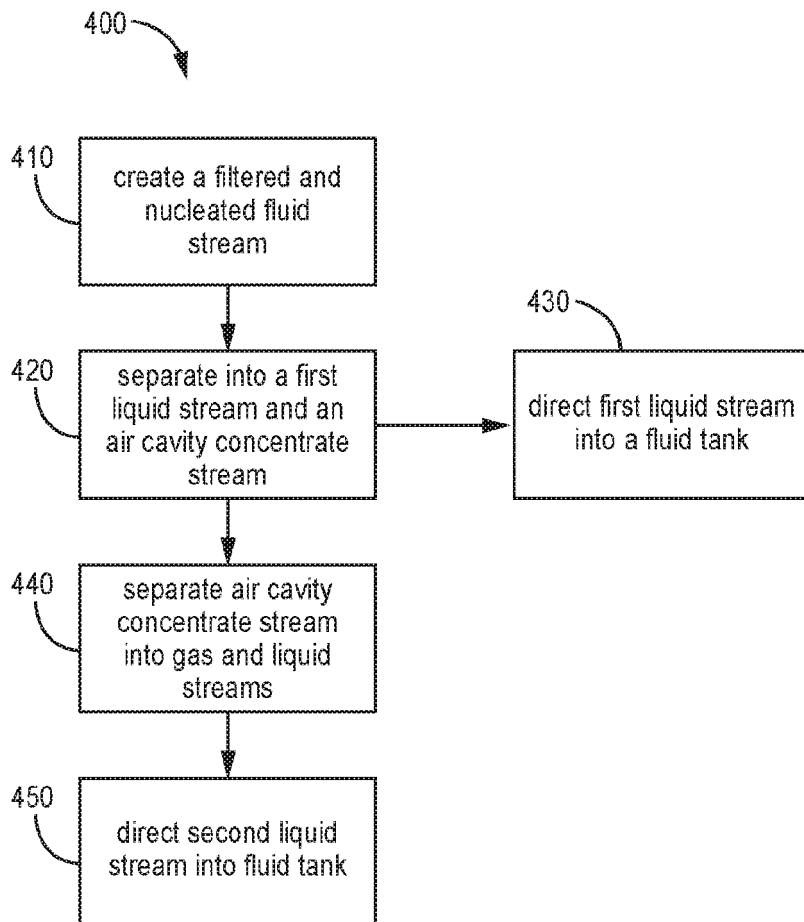 400
410
create a filtered and
nucleated fluid
stream
420
separate into a first
liquid stream and an
air cavity concentrate
stream
430
direct first liquid stream
into a fluid tank
440
separate air cavity
concentrate stream
into gas and liquid
streams
450
direct second liquid
stream into fluid tank